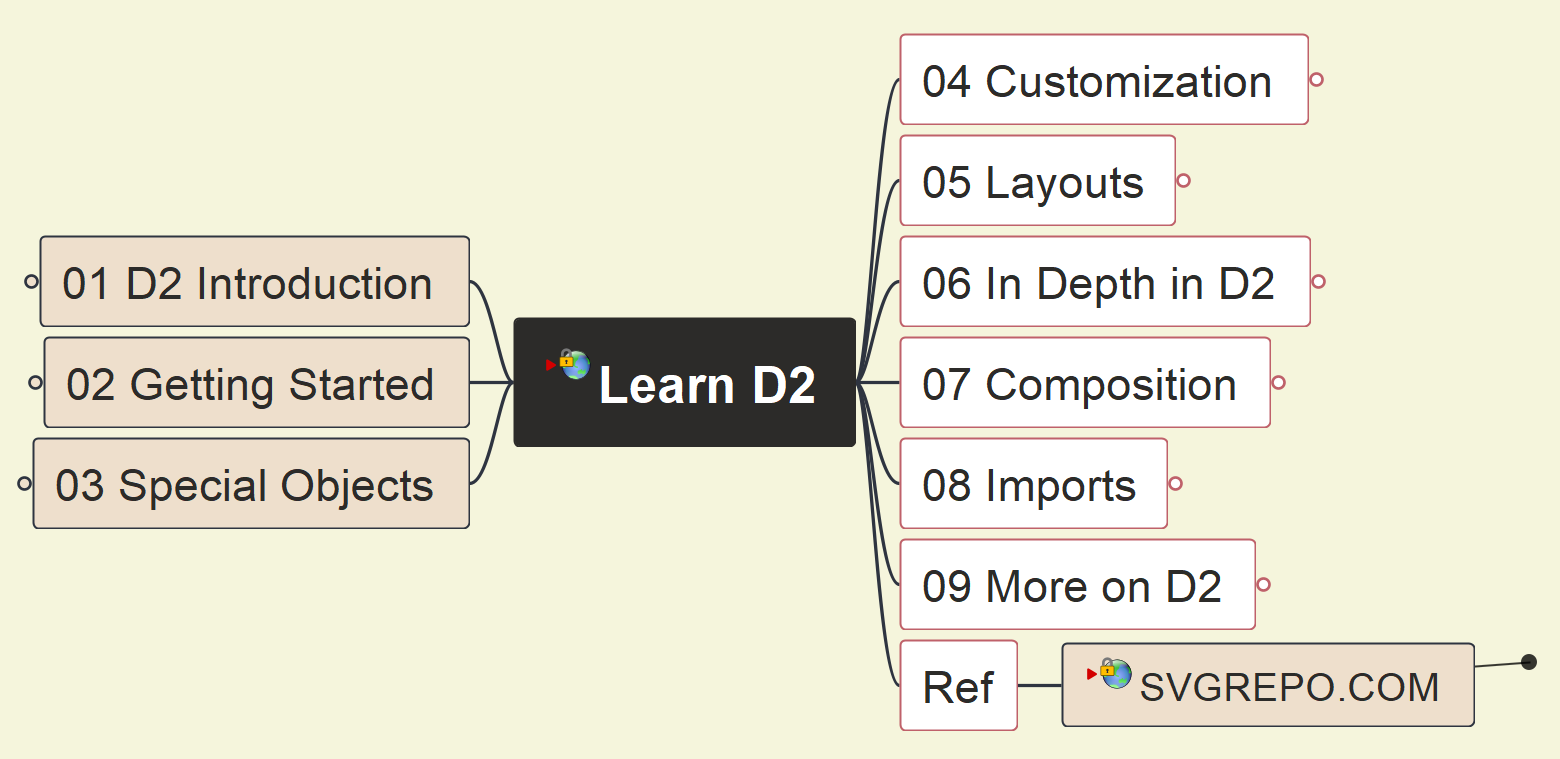 Learn D2
01 D2 Introduction
02 Getting Started
03 Special Objects
04 Customization
05 Layouts
06 In Depth in D2
07 Composition
08 Imports
09 More on D2
Ref
SVGREPO.COM